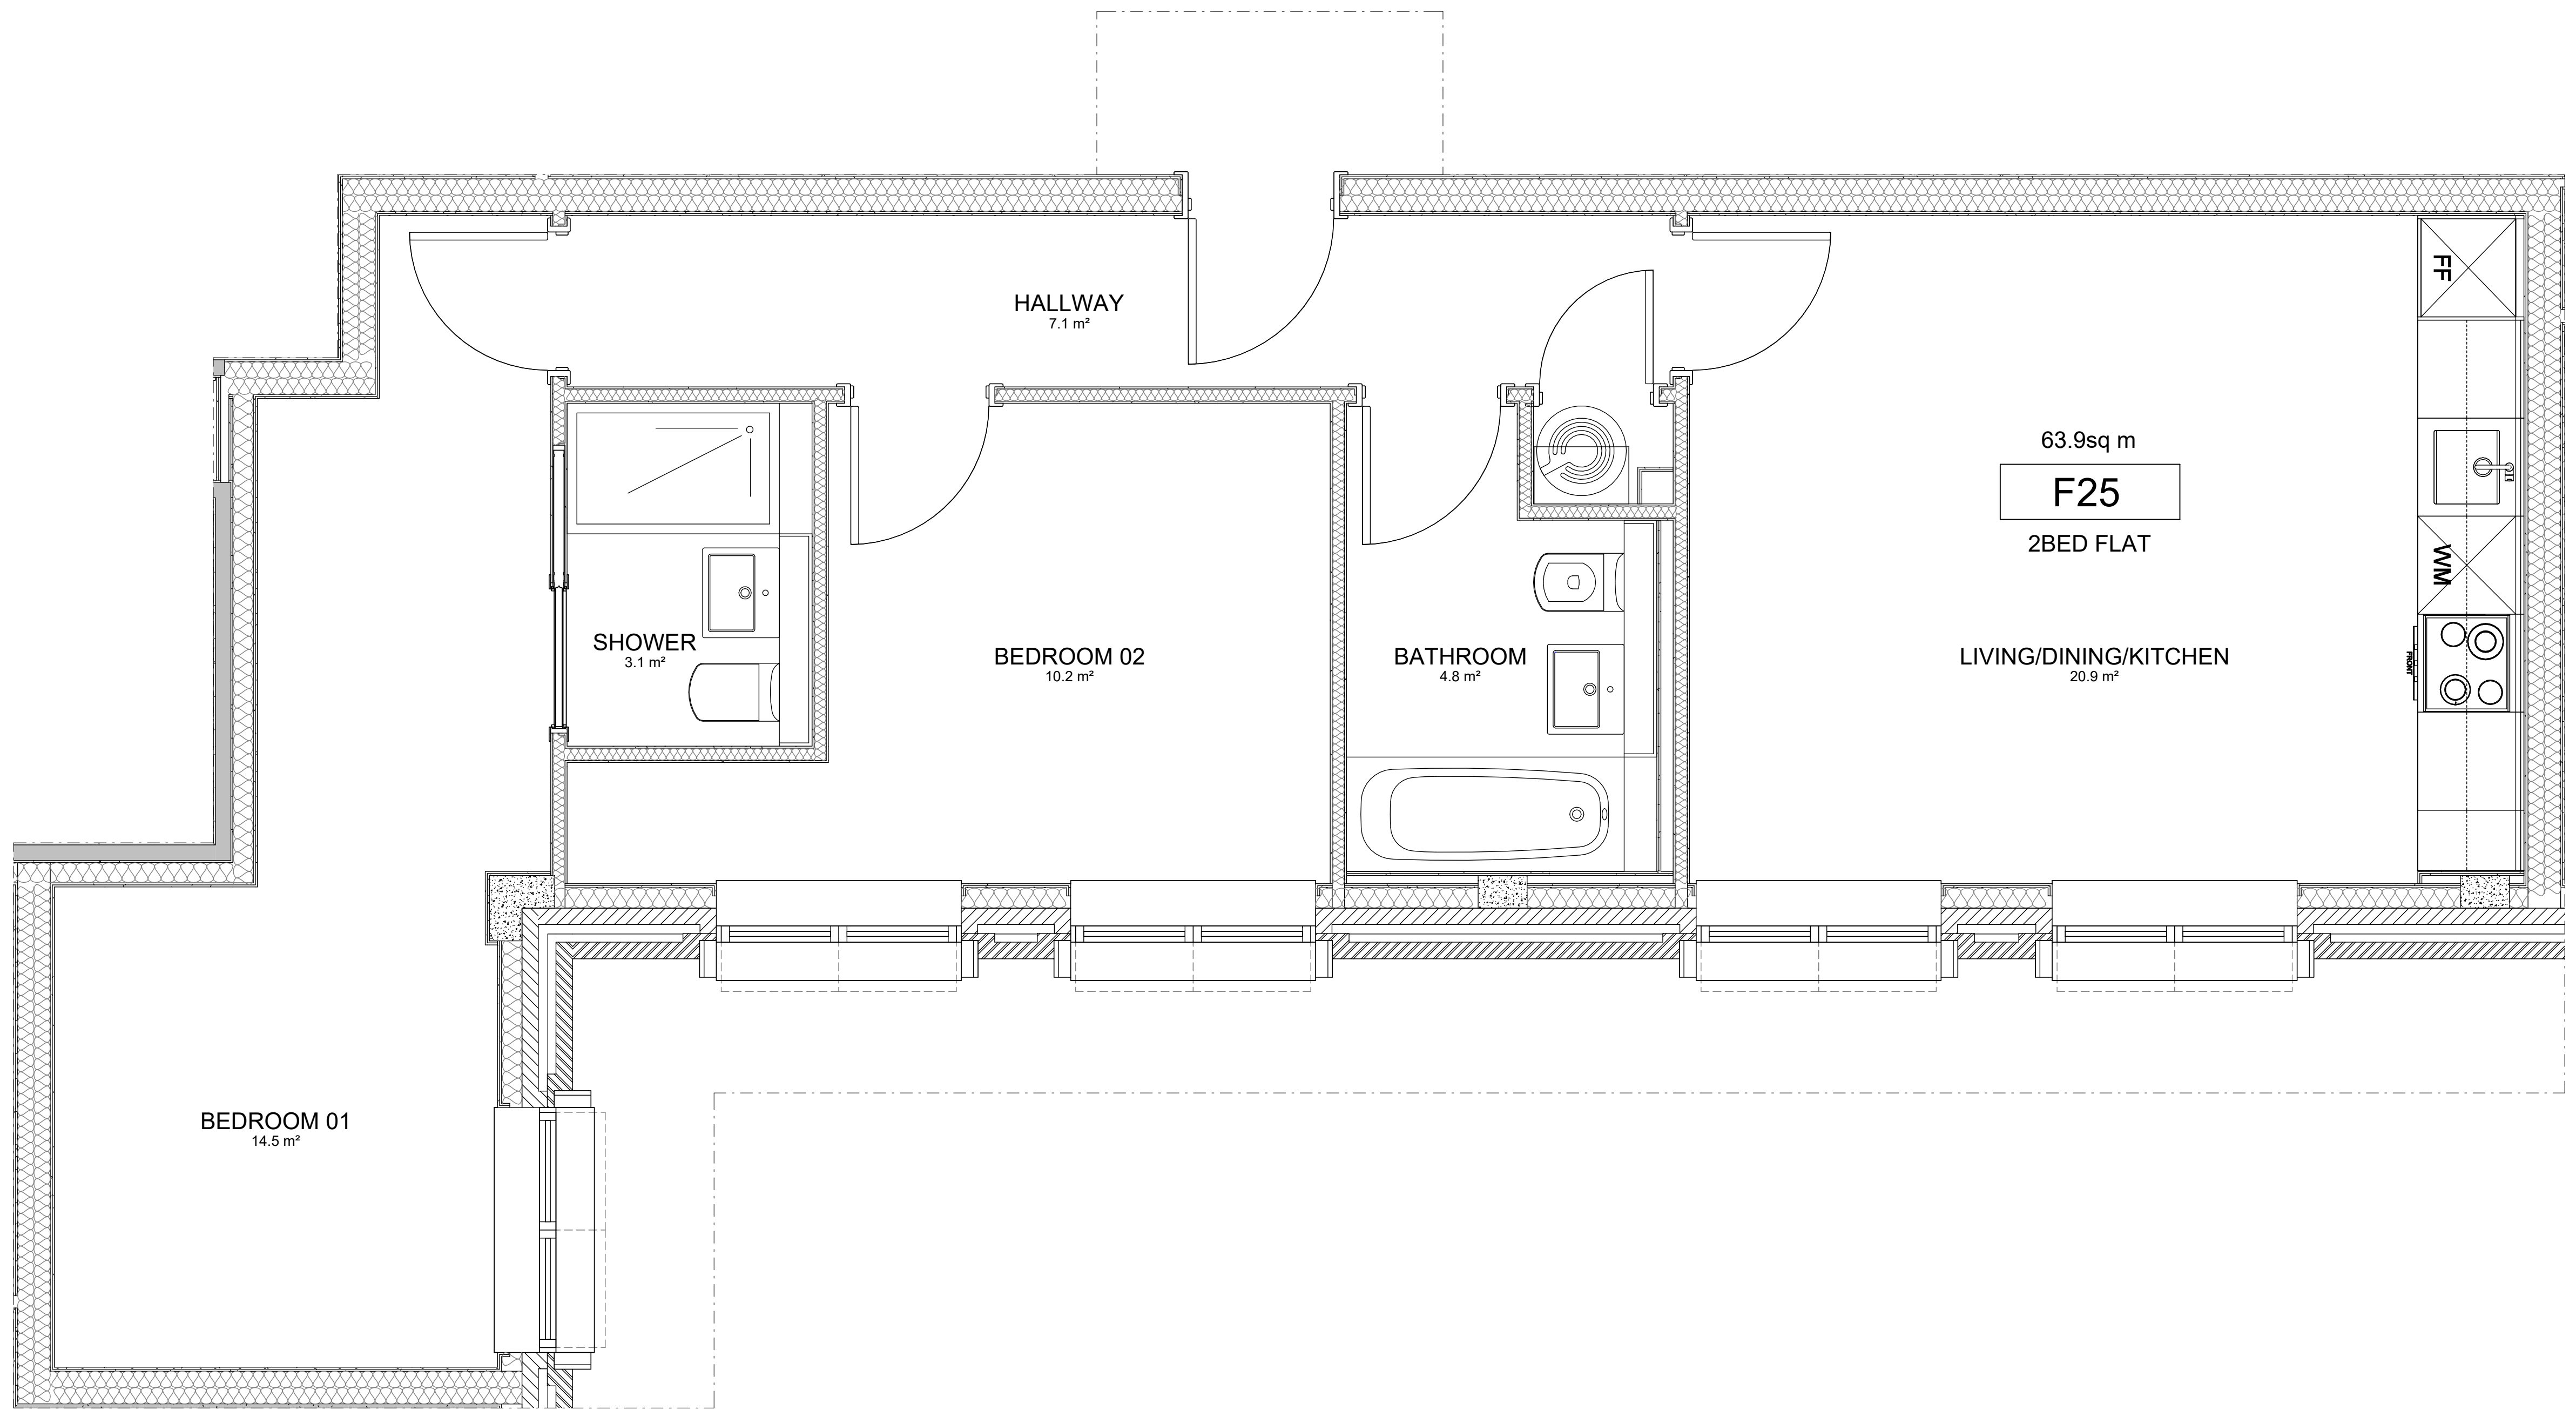 HALLWAY
7.1 m²
FF
63.9sq m
F25
2BED FLAT
WM
SHOWER
3.1 m²
BEDROOM 02
10.2 m²
BATHROOM
4.8 m²
LIVING/DINING/KITCHEN
20.9 m²
FRONT
BEDROOM 01
14.5 m²